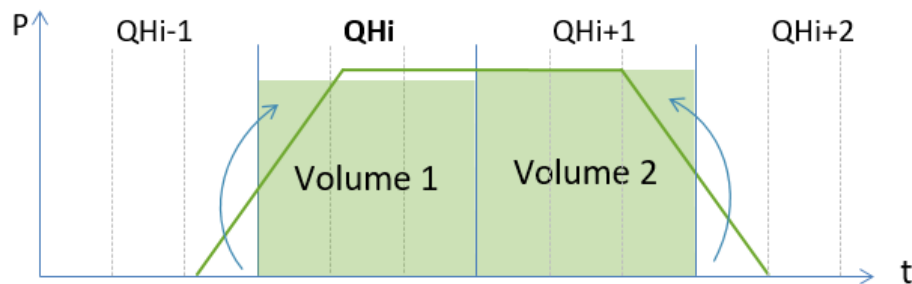 P
QHi-1
QHi
QHi+1
QHi+2
Volume 1
Volume 2
t